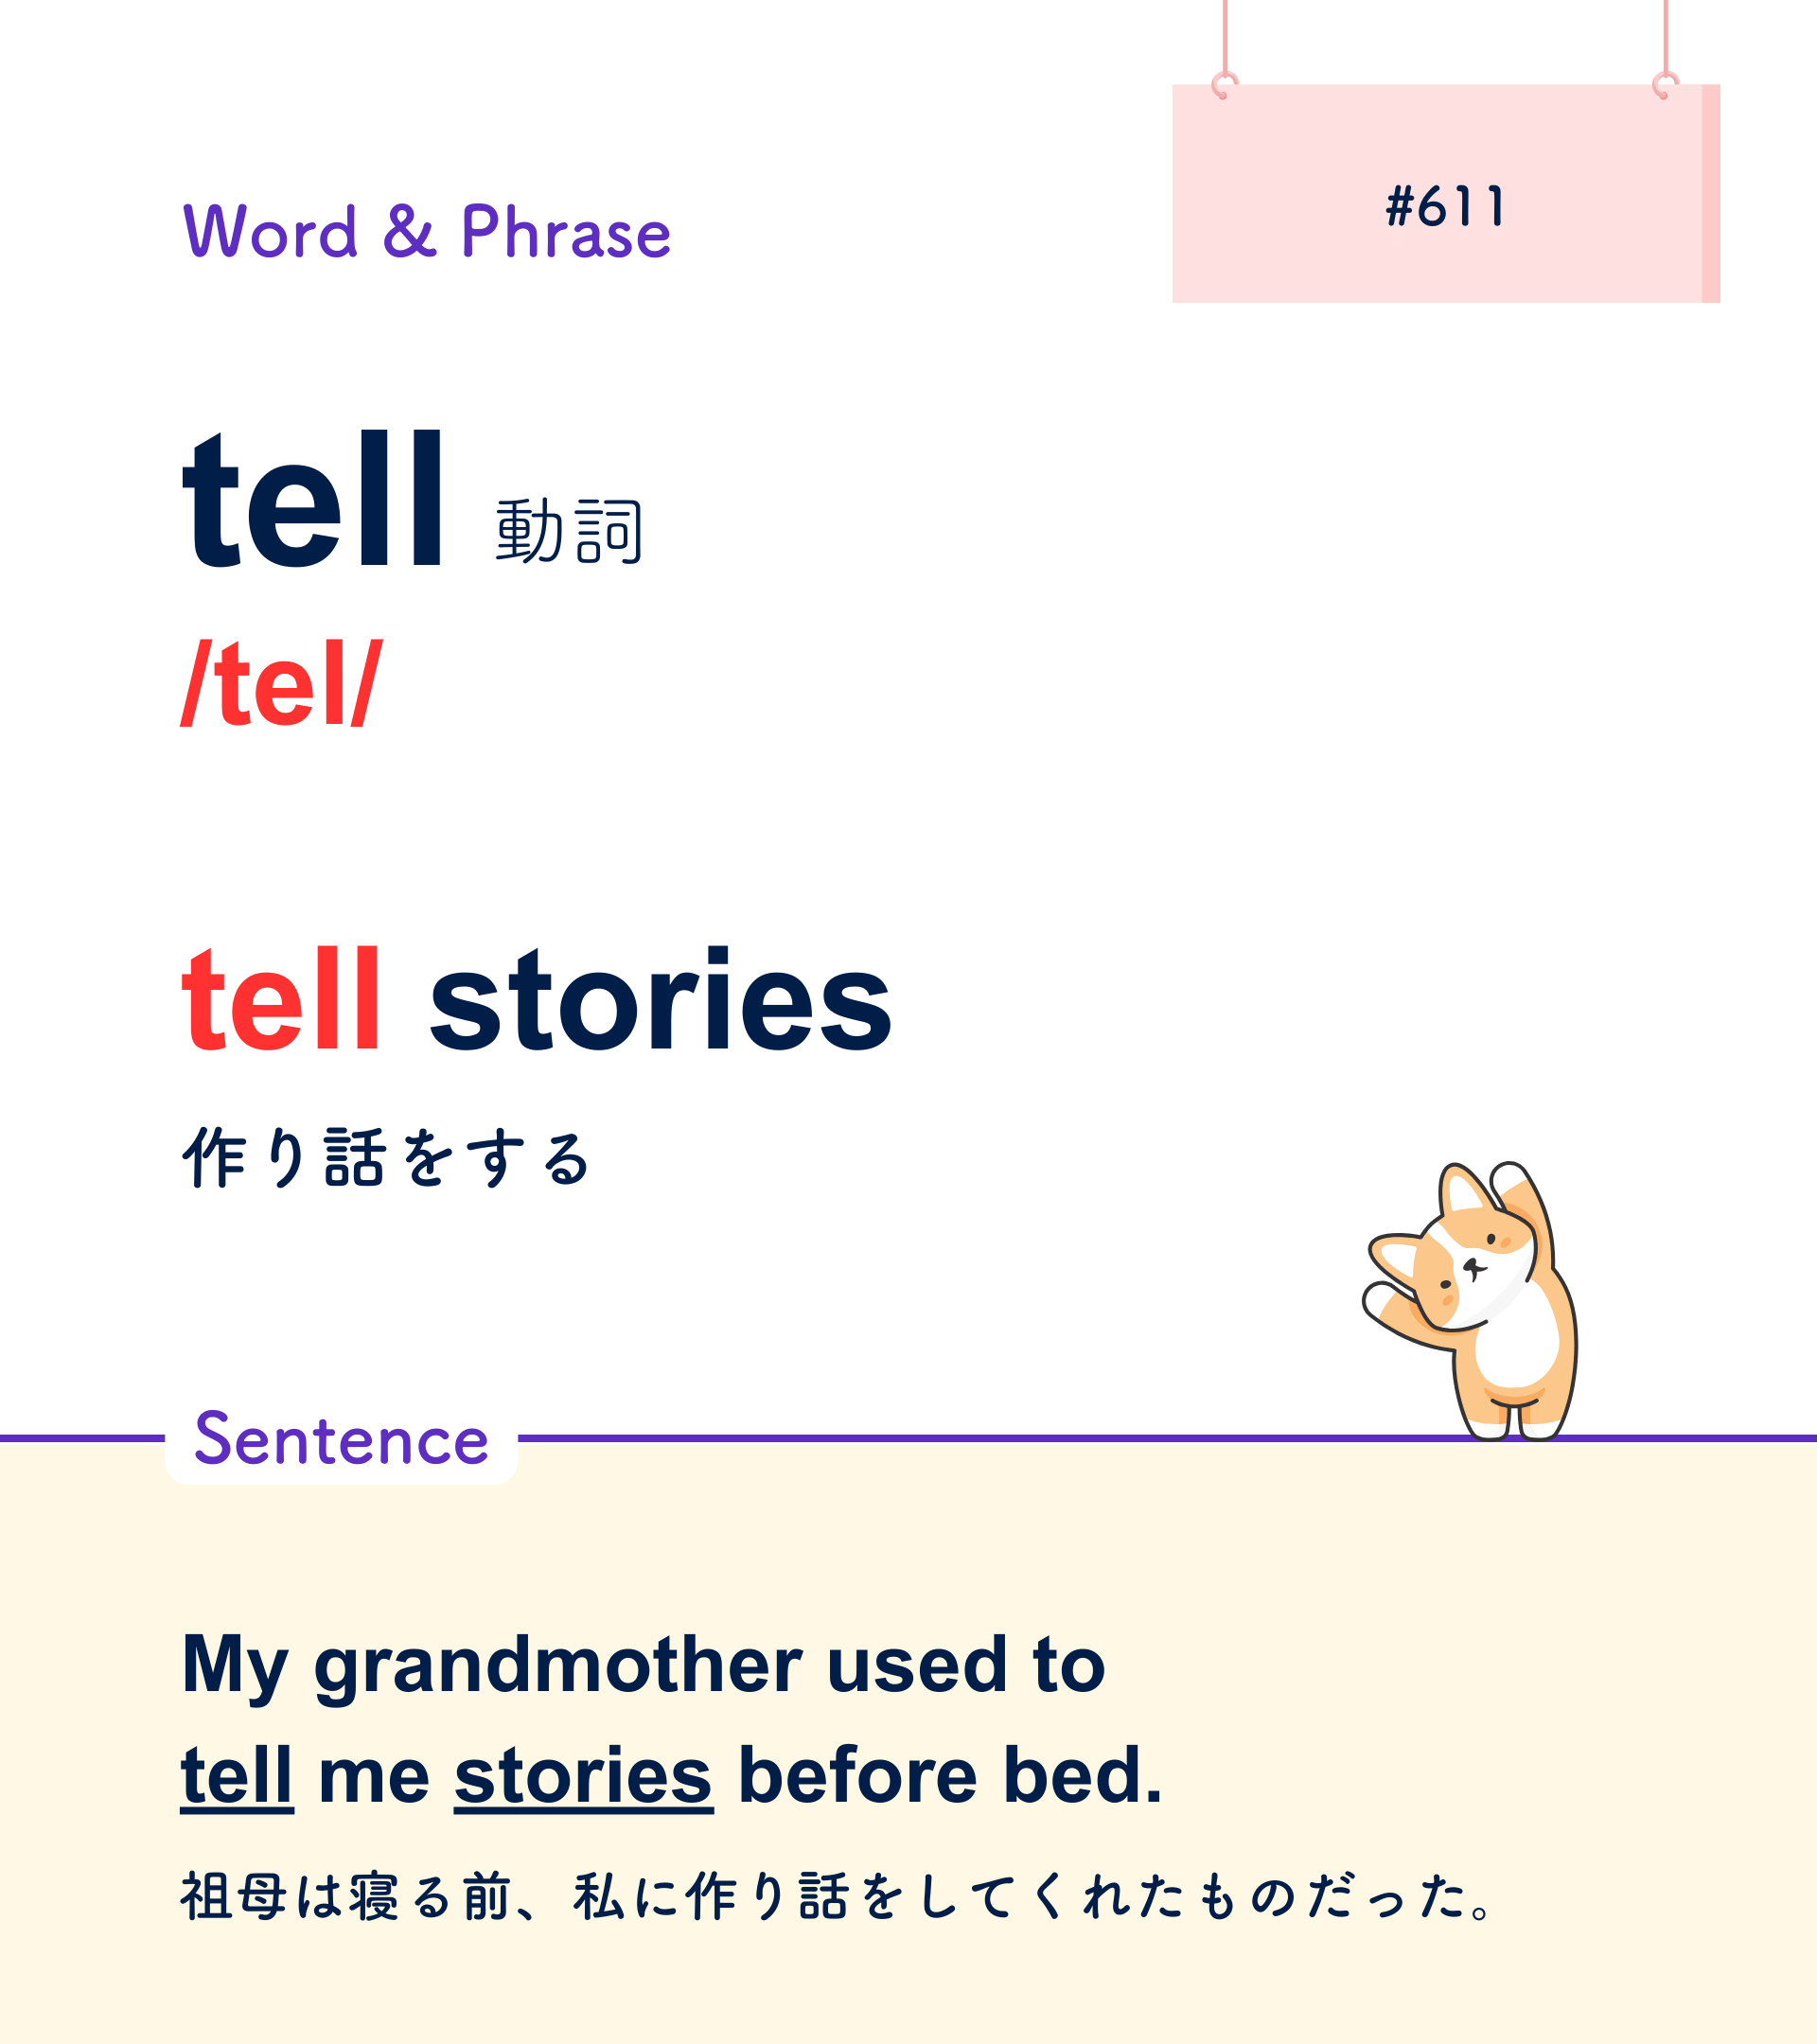 #611
Word & Phrase
tell 動詞
/tel/
tell stories
作り話をする
Sentence
My grandmother used to
tell me stories before bed.
祖母は寝る前、私に作り話をしてくれたものだった。